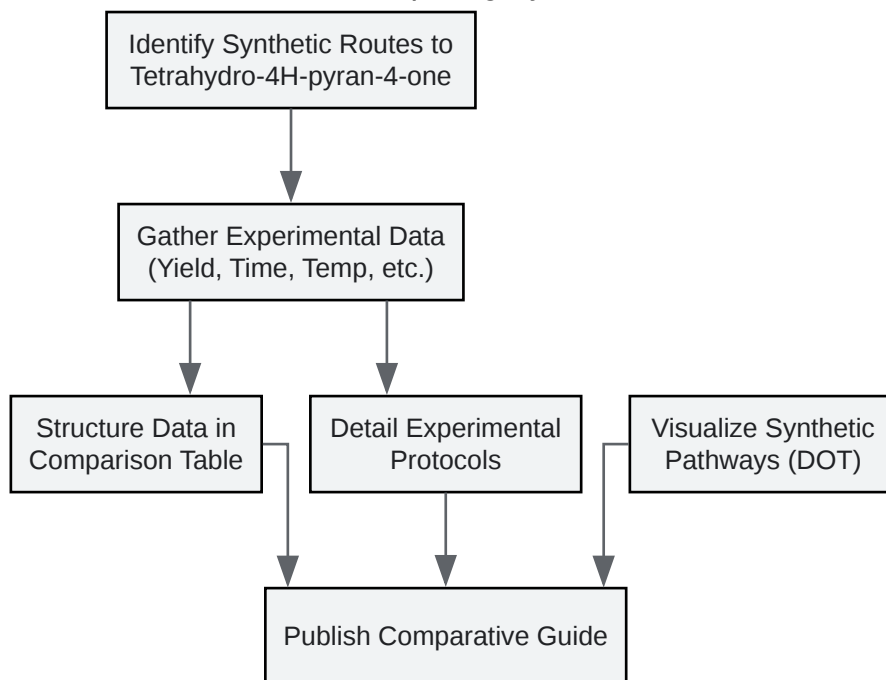 Identify Synthetic Routes to
Tetrahydro-4H-pyran-4-one
Gather Experimental Data
(Yield, Time, Temp, etc.)
Structure Data in
Comparison Table
Detail Experimental
Protocols
Visualize Synthetic
Pathways (DOT)
Publish Comparative Guide